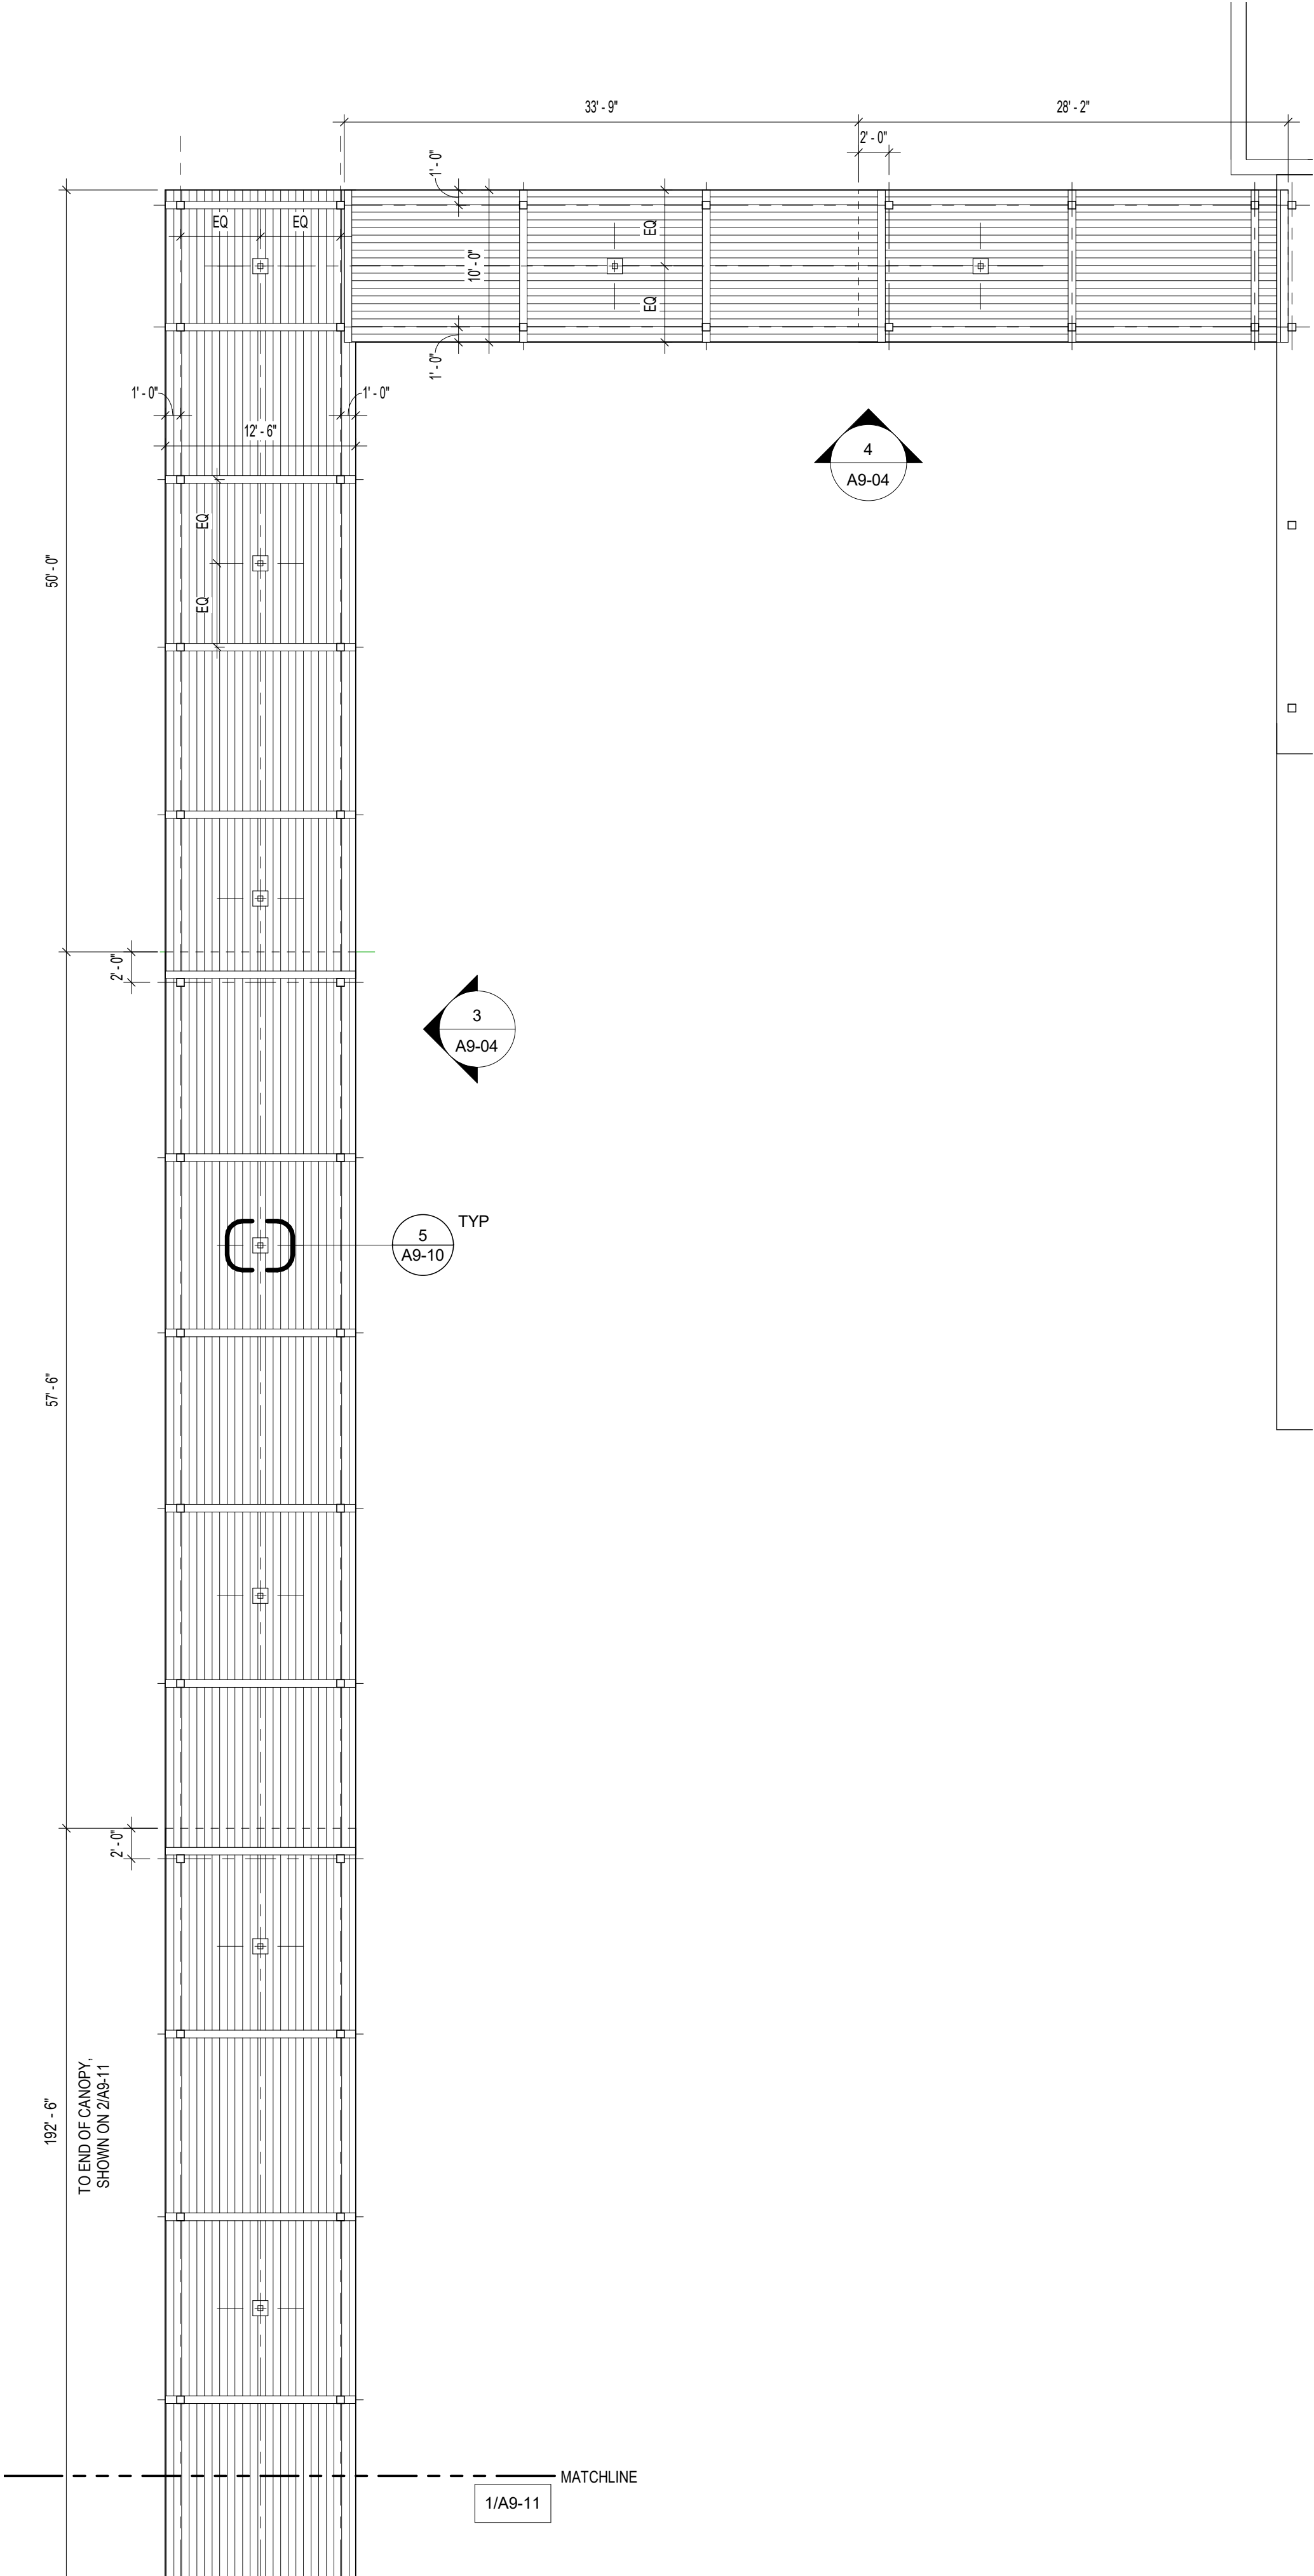 33' - 9"
28' - 2"
2' - 0"
1' - 0"
EQ
EQ
EQ
10' - 0"
EQ
1' - 0"
1' - 0"
1' - 0"
12' - 6"
4
A9-04
EQ
50' - 0"
EQ
2' - 0"
3
A9-04
TYP
5
A9-10
57' - 6"
2' - 0"
192' - 6"
TO END OF CANOPY,
SHOWN ON 2/A9-11
MATCHLINE
1/A9-11